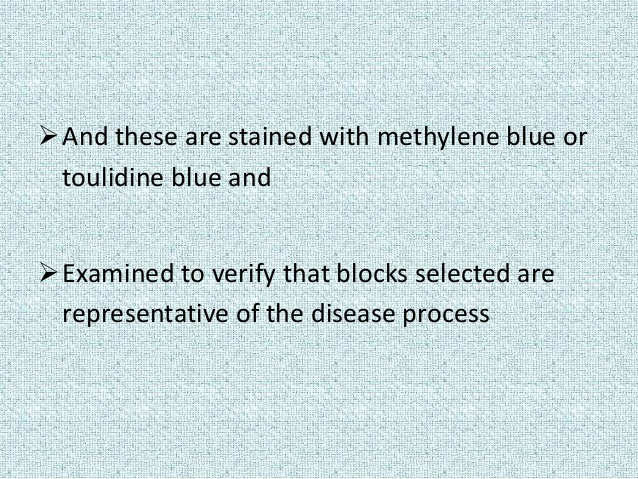 ➢And these are stained with methylene blue or
toulidine blue and
➢Examined to verify that blocks selected are
representative of the disease process